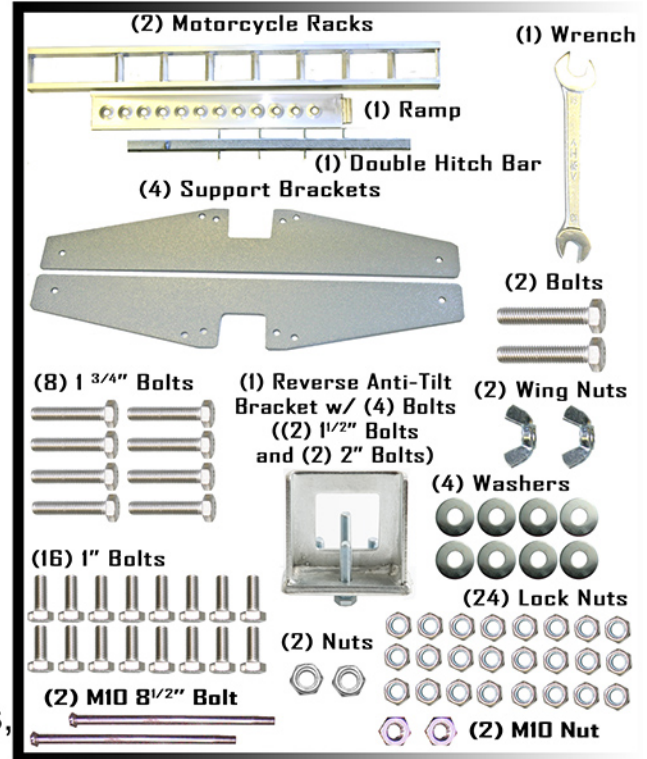 (2) Motorcycle Racks
(1) Wrench
(1) Ramp
(1) Double Hitch Bar
(4) Support Brackets
(2) Bolts
(8) 1 3/4" Bolts
(1) Reverse Anti-Tilt
Bracket w/ (4) Bolts
((2) 1 1/2" Bolts
and (2) 2" Bolts)
(2) Wing Nuts
(4) Washers
(16) 1" Bolts
(24) Lock Nuts
(2) Nuts
(2) M10 8 1/2" Bolt
(2) M10 Nut